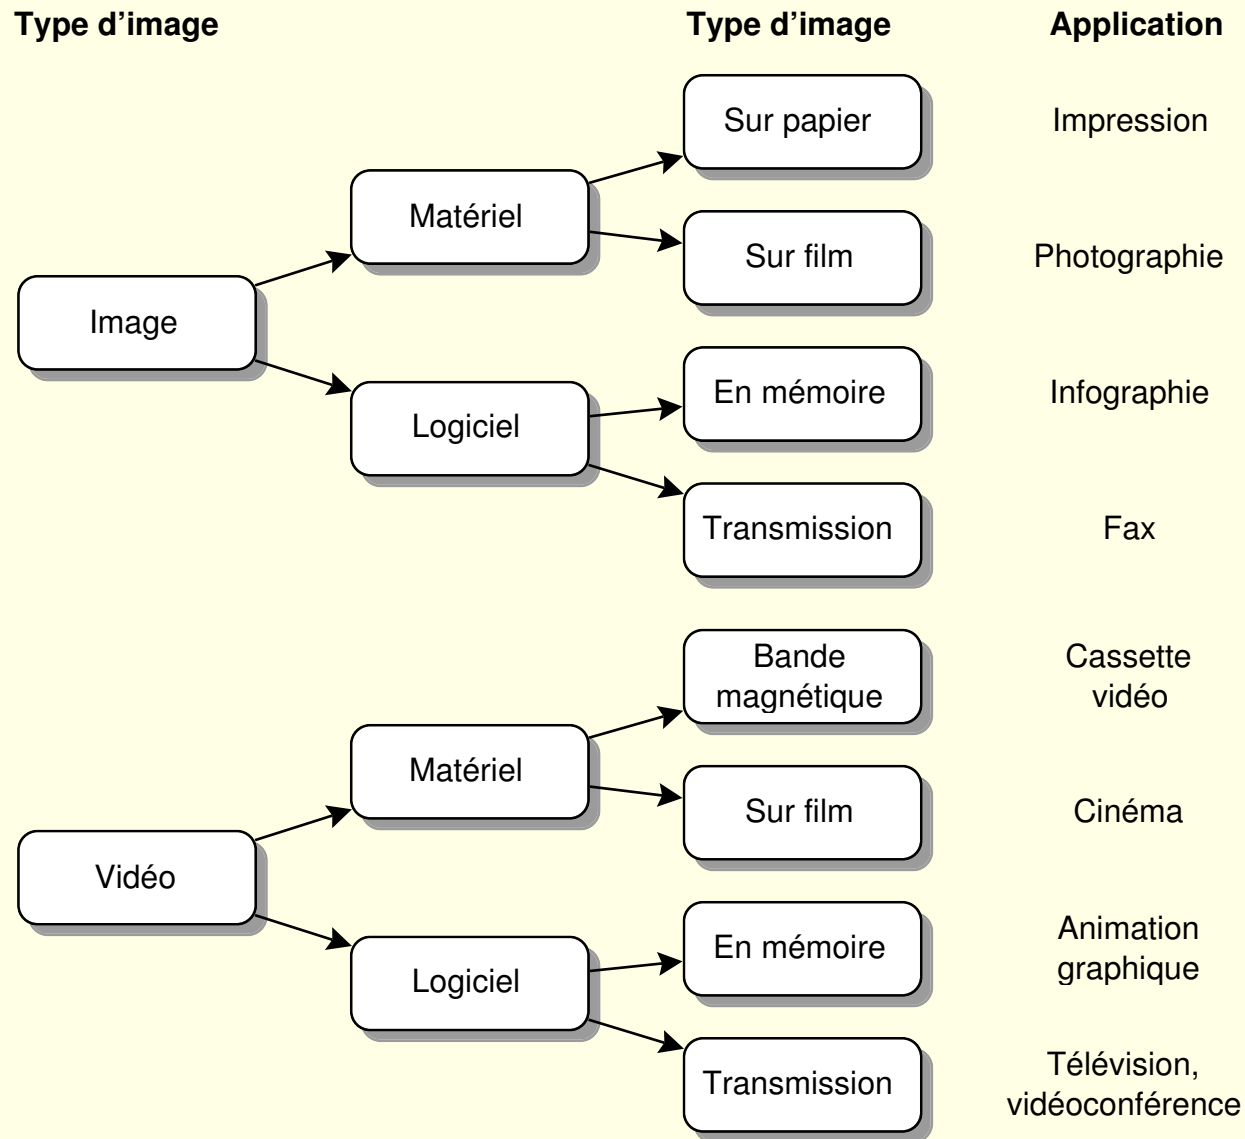 Type d’image
Type d’image
Application
Sur papier
Impression
Matériel
Sur film
Photographie
Image
En mémoire
Infographie
Logiciel
Transmission
Fax
Bande
magnétique
Cassette
vidéo
Matériel
Sur film
Cinéma
Vidéo
En mémoire
Animation
graphique
Logiciel
Transmission
Télévision,
vidéoconférence